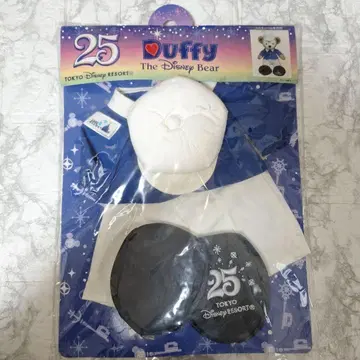 25
TOKYO Disney RESORT®
Duffy
The Disney Bear
25
TOKYO
Disney RESORT®